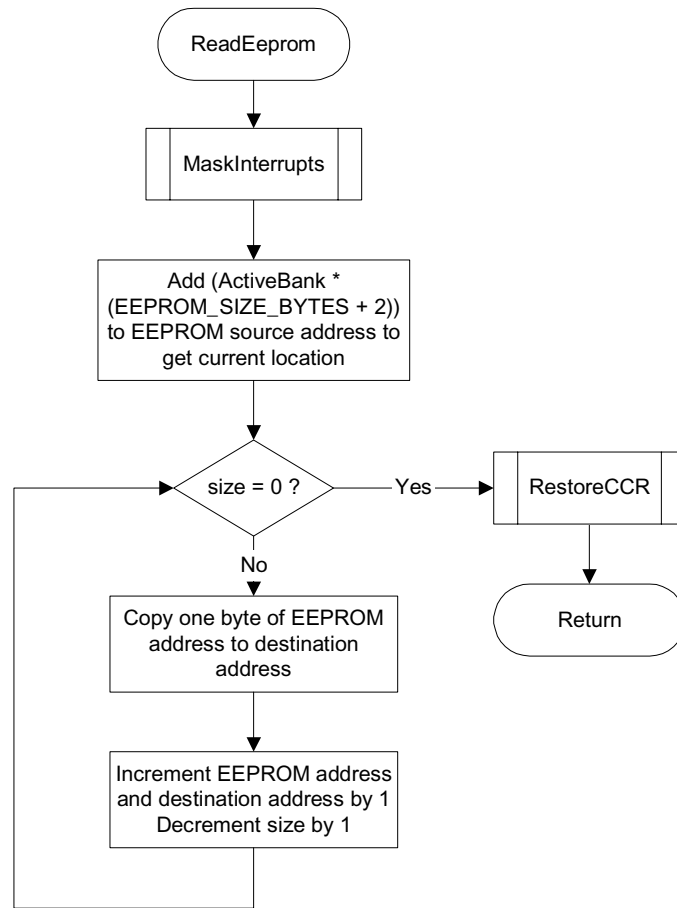 ReadEeprom
MaskInterrupts
Add (ActiveBank *
(EEPROM_SIZE_BYTES + 2))
to EEPROM source address to
get current location
size = 0 ?
Yes
RestoreCCR
No
Return
Copy one byte of EEPROM
address to destination
address
Increment EEPROM address
and destination address by 1
Decrement size by 1